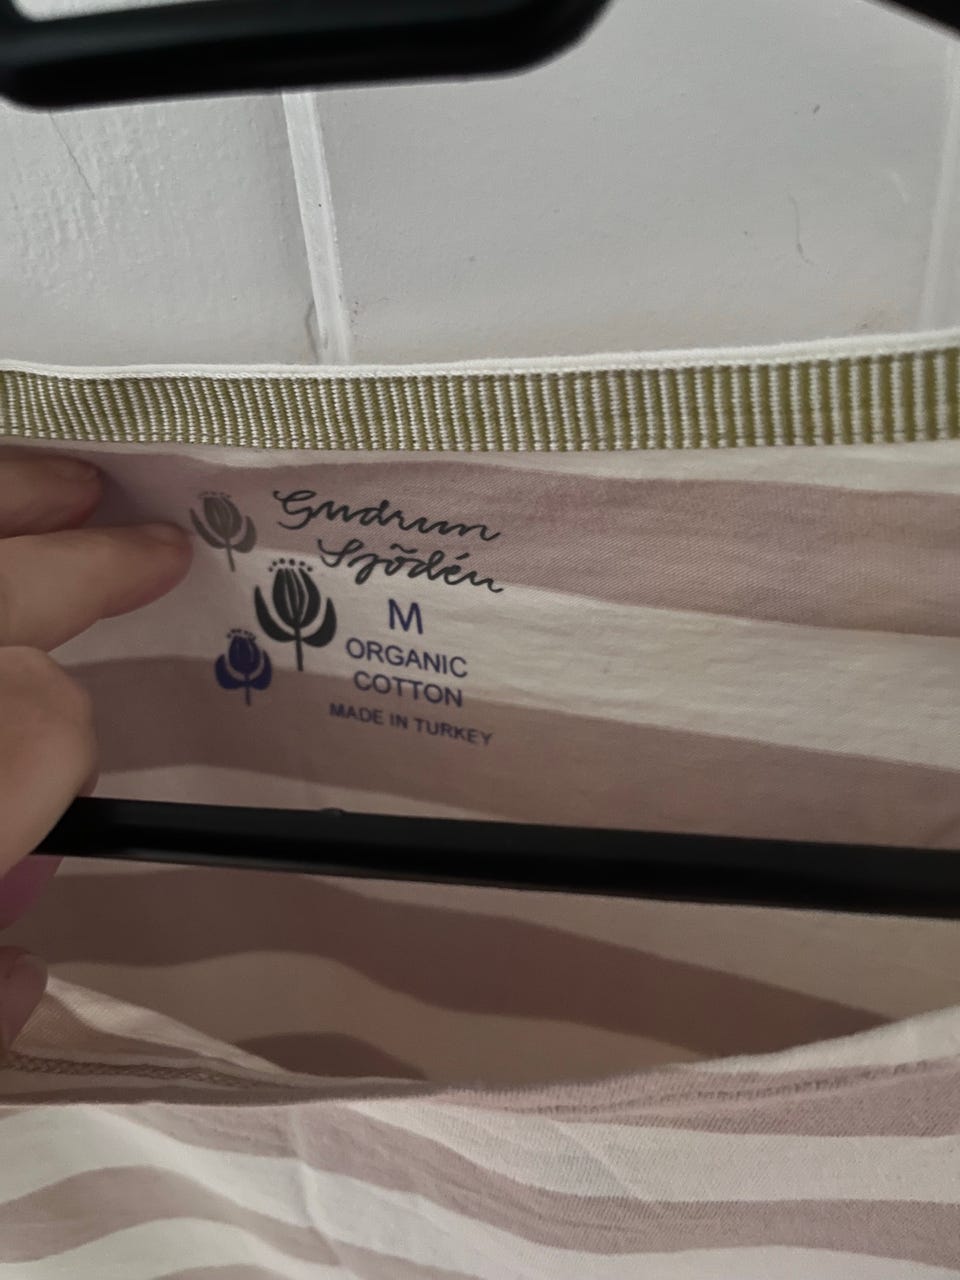 Gudrun
Sjödén
M
ORGANIC
COTTON
MADE IN TURKEY